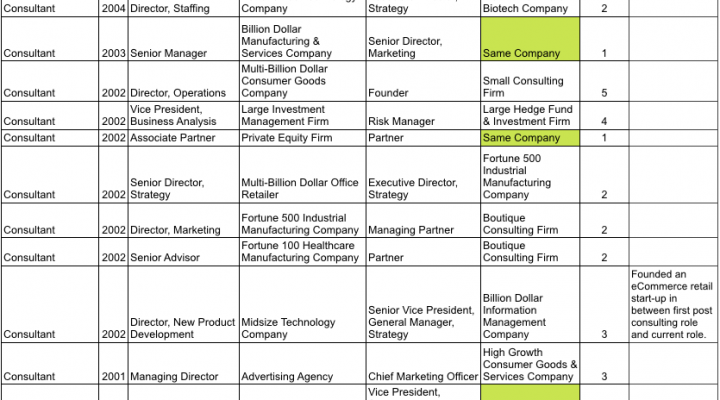 Consultant
2004
Director, Staffing
Company
Strategy
Biotech Company
2
Consultant
2003
Senior Manager
Billion Dollar
Manufacturing &
Services Company
Senior Director,
Marketing
Same Company
1
Consultant
2002
Director, Operations
Multi-Billion Dollar
Consumer Goods
Company
Founder
Small Consulting
Firm
5
Consultant
2002
Vice President,
Business Analysis
Large Investment
Management Firm
Risk Manager
Large Hedge Fund
& Investment Firm
4
Consultant
2002
Associate Partner
Private Equity Firm
Partner
Same Company
1
Consultant
2002
Senior Director,
Strategy
Multi-Billion Dollar Office
Retailer
Executive Director,
Strategy
Fortune 500
Industrial
Manufacturing
Company
2
Consultant
2002
Director, Marketing
Fortune 500 Industrial
Manufacturing Company
Managing Partner
Boutique
Consulting Firm
2
Consultant
2002
Senior Advisor
Fortune 100 Healthcare
Manufacturing Company
Partner
Boutique
Consulting Firm
2
Consultant
2002
Director, New Product
Development
Midsize Technology
Company
Senior Vice President,
General Manager,
Strategy
Billion Dollar
Information
Management
Company
3
Founded an
eCommerce retail
start-up in
between first post
consulting role
and current role.
Consultant
2001
Managing Director
Advertising Agency
Chief Marketing Officer
High Growth
Consumer Goods &
Services Company
3
Vice President,